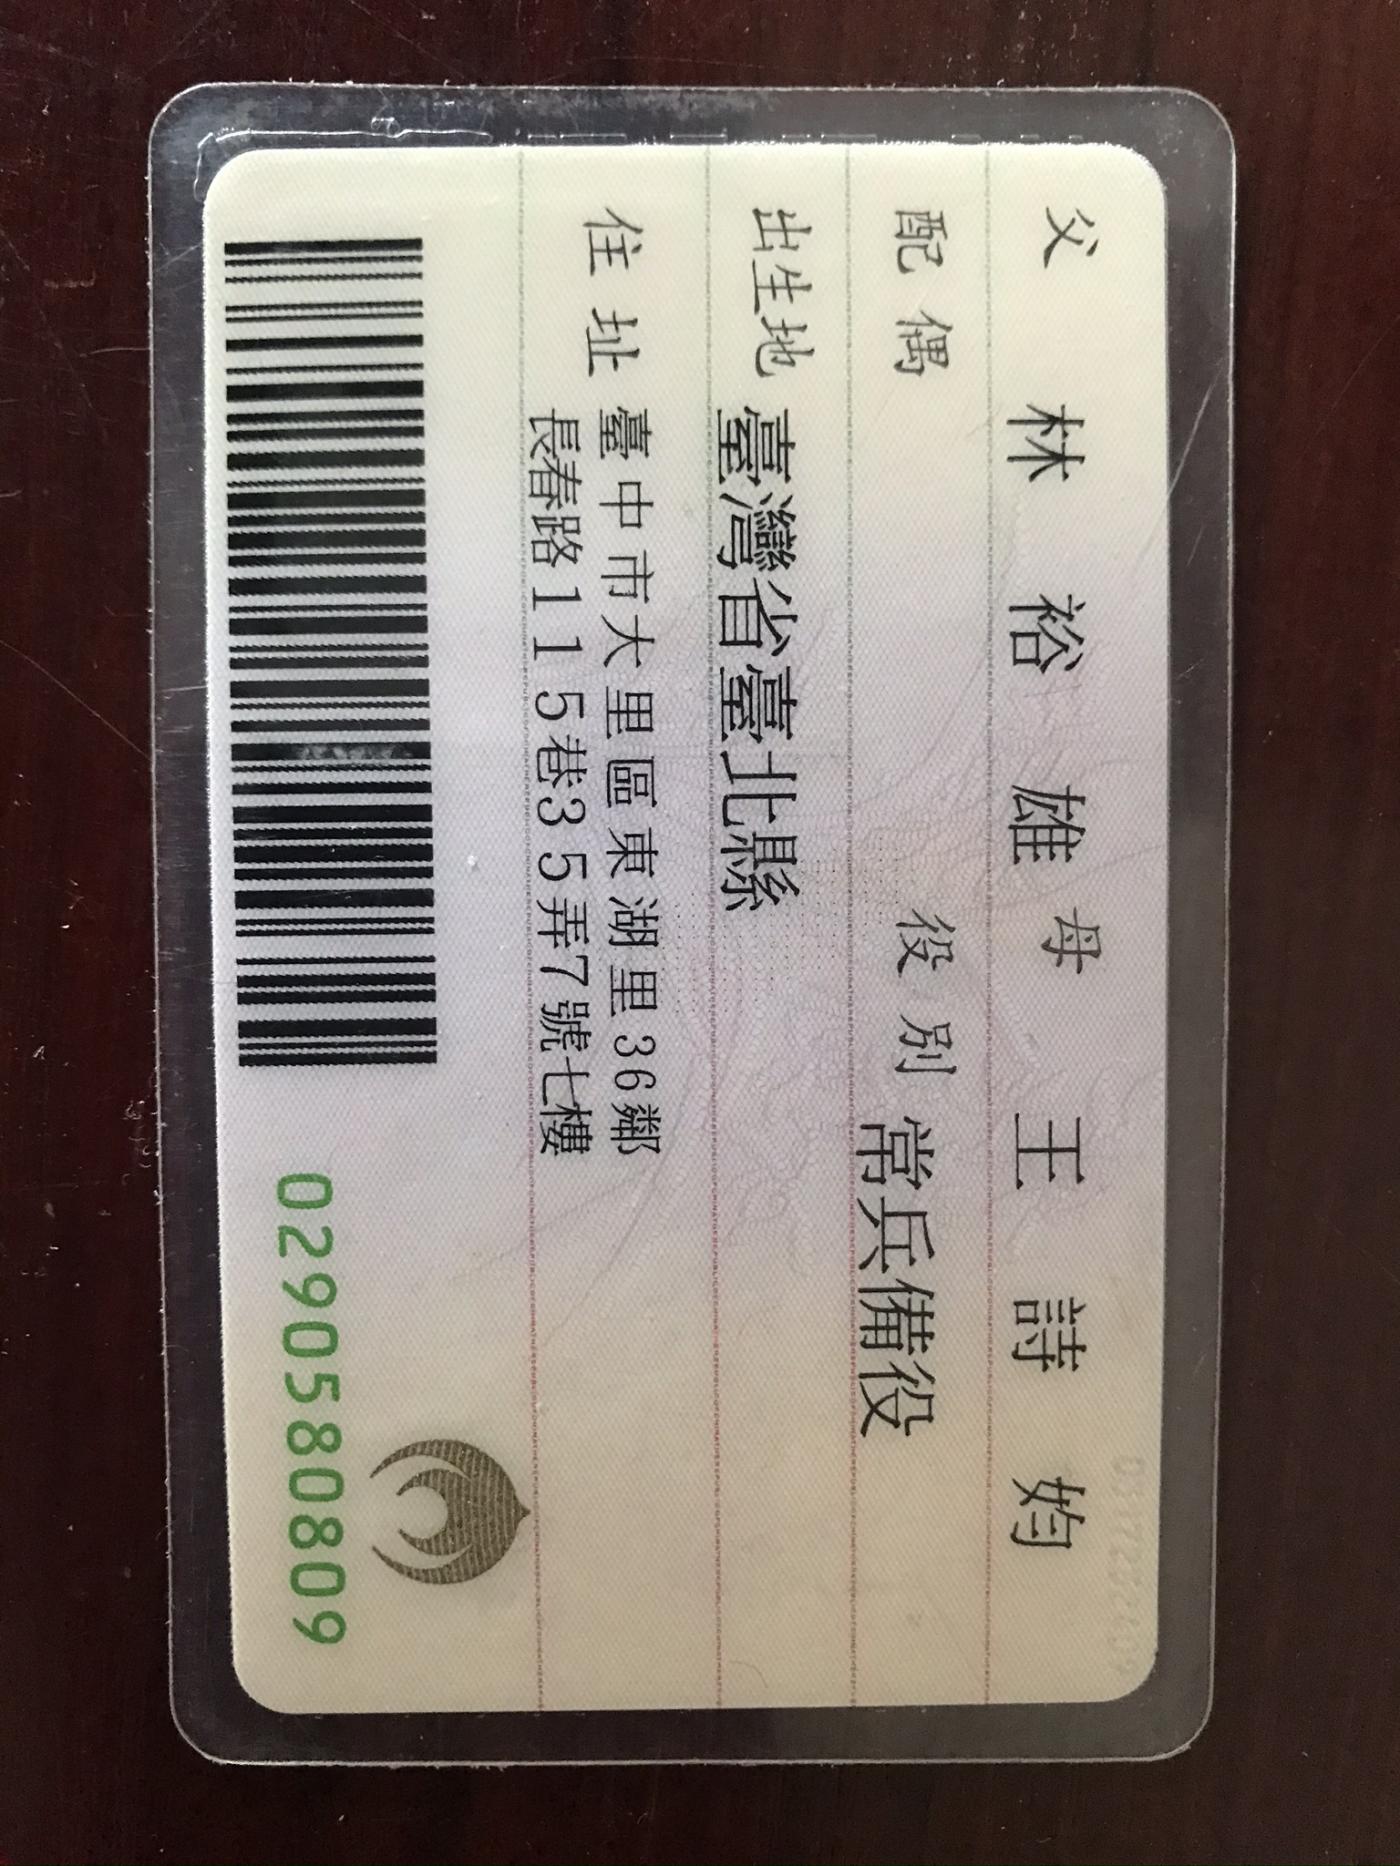 父 林裕雄 母 王詩妁
配偶 役別 常兵備役
出生地 臺灣省臺北縣
住址 臺中市大里區東湖里36鄰
長春路115巷35弄7號七樓
0290580809